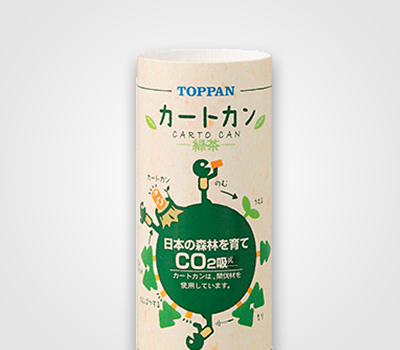 TOPPAN
カートカン
CARTO CAN
緑茶
カートカン
のむ
日本の森林を育て
CO2吸
カートカンは、間伐材を
使用しています。